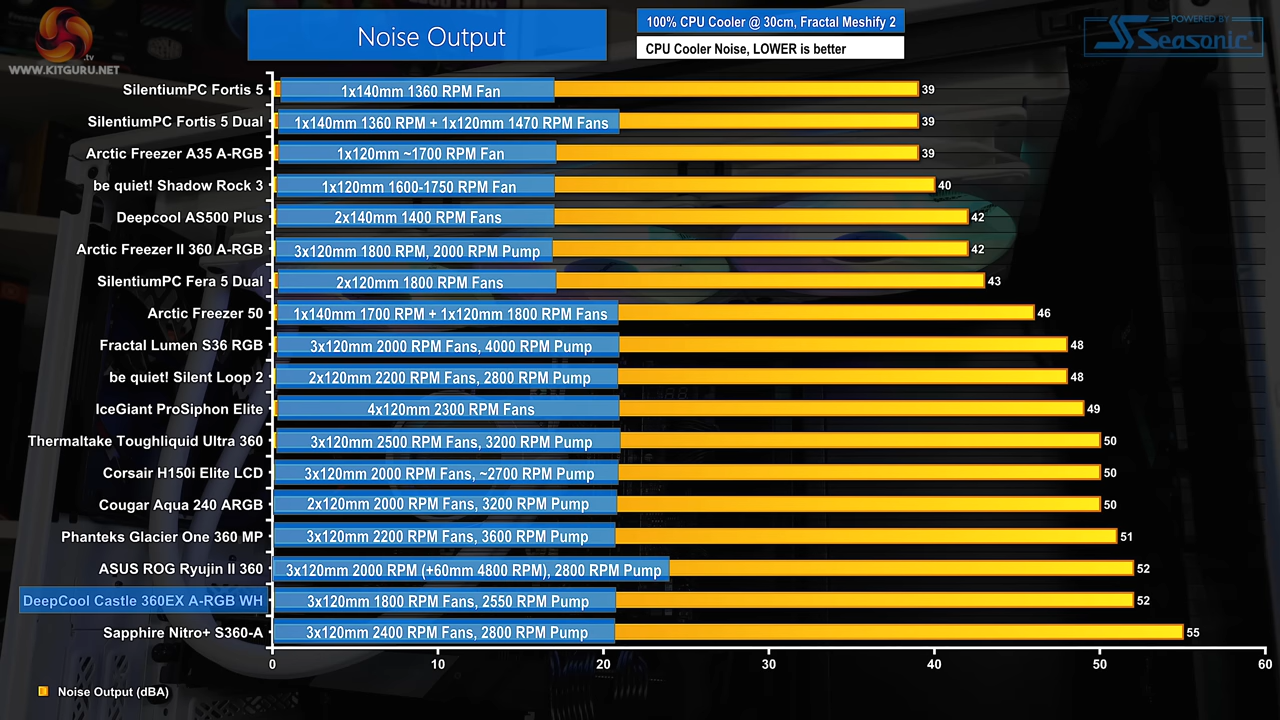 .tv
WWW.KITGURU.NET
Noise Output
100% CPU Cooler @ 30cm, Fractal Meshify 2
CPU Cooler Noise, LOWER is better
POWERED BY
Seasonic
SilentiumPC Fortis 5 1x140mm 1360 RPM Fan 39
SilentiumPC Fortis 5 Dual 1x140mm 1360 RPM + 1x120mm 1470 RPM Fans 39
Arctic Freezer A35 A-RGB 1x120mm ~1700 RPM Fan 39
be quiet! Shadow Rock 3 1x120mm 1600-1750 RPM Fan 40
Deepcool AS500 Plus 2x140mm 1400 RPM Fans 42
Arctic Freezer II 360 A-RGB 3x120mm 1800 RPM, 2000 RPM Pump 42
SilentiumPC Fera 5 Dual 2x120mm 1800 RPM Fans 43
Arctic Freezer 50 1x140mm 1700 RPM + 1x120mm 1800 RPM Fans 46
Fractal Lumen S36 RGB 3x120mm 2000 RPM Fans, 4000 RPM Pump 48
be quiet! Silent Loop 2 2x120mm 2200 RPM Fans, 2800 RPM Pump 48
IceGiant ProSiphon Elite 4x120mm 2300 RPM Fans 49
Thermaltake Toughliquid Ultra 360 3x120mm 2500 RPM Fans, 3200 RPM Pump 50
Corsair H150i Elite LCD 3x120mm 2000 RPM Fans, ~2700 RPM Pump 50
Cougar Aqua 240 ARGB 2x120mm 2000 RPM Fans, 3200 RPM Pump 50
Phanteks Glacier One 360 MP 3x120mm 2200 RPM Fans, 3600 RPM Pump 51
ASUS ROG Ryujin II 360 3x120mm 2000 RPM (+60mm 4800 RPM), 2800 RPM Pump 52
DeepCool Castle 360EX A-RGB WH 3x120mm 1800 RPM Fans, 2550 RPM Pump 52
Sapphire Nitro+ S360-A 3x120mm 2400 RPM Fans, 2800 RPM Pump 55
0 10 20 30 40 50 60
Noise Output (dBA)